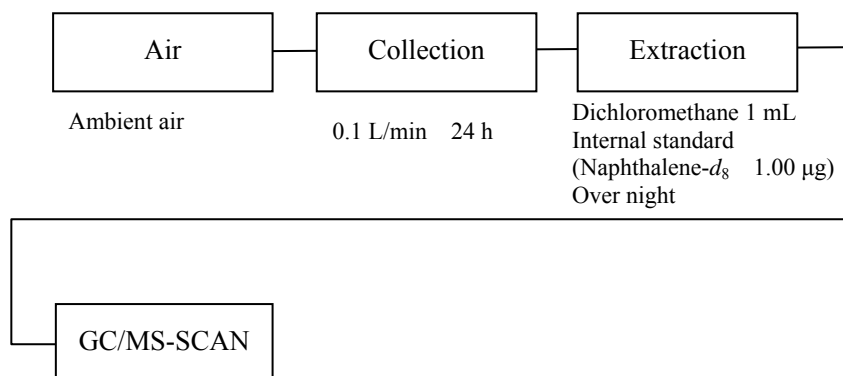 Air
Collection
Extraction
Ambient air
0.1 L/min 24 h
Dichloromethane 1 mL
Internal standard
(Naphthalene-d8 1.00 μg)
Over night
GC/MS-SCAN